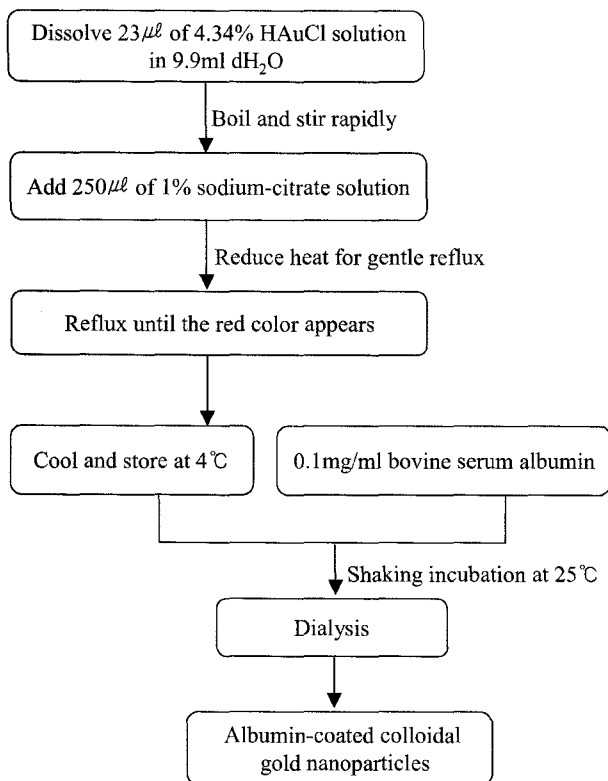 Dissolve 23㎕ of 4.34% HAuCl solution
in 9.9ml dH₂O
Boil and stir rapidly
Add 250㎕ of 1% sodium-citrate solution
Reduce heat for gentle reflux
Reflux until the red color appears
Cool and store at 4℃
0.1mg/ml bovine serum albumin
Shaking incubation at 25℃
Dialysis
Albumin-coated colloidal
gold nanoparticles